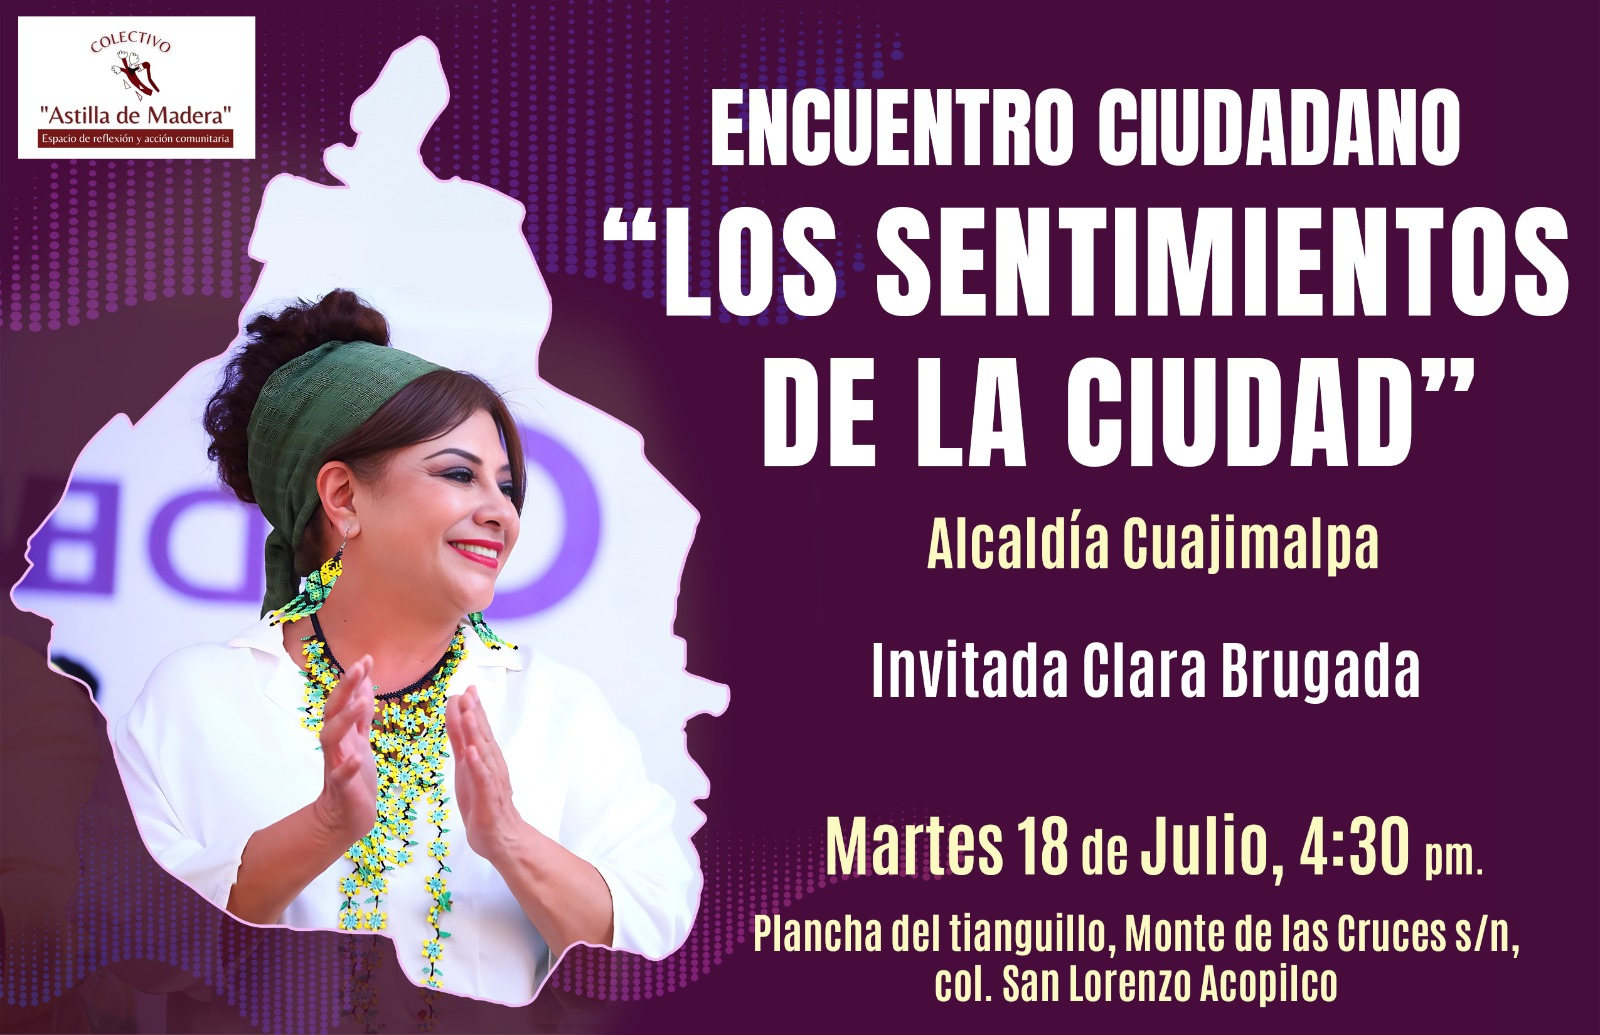 COLECTIVO
"Astilla de Madera"
Espacio de reflexión y acción comunitaria
ENCUENTRO CIUDADANO
“LOS SENTIMIENTOS
DE LA CIUDAD”
Alcaldía Cuajimalpa
Invitada Clara Brugada
Martes 18 de Julio, 4:30 pm.
Plancha del tianguillo, Monte de las Cruces s/n,
col. San Lorenzo Acopilco